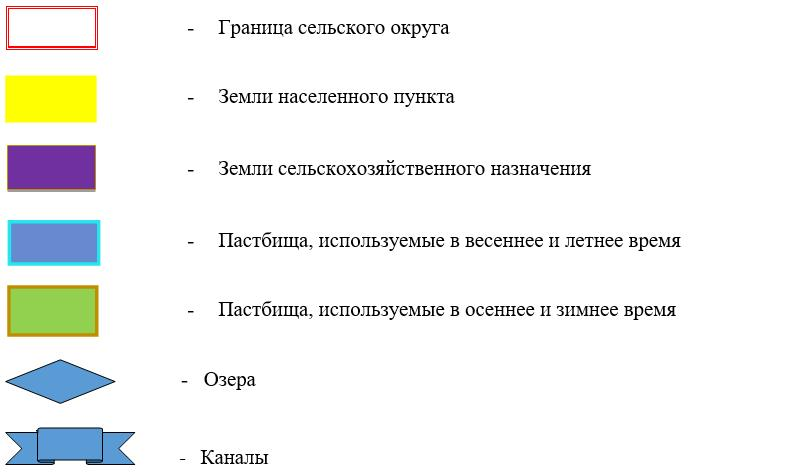 - Граница сельского округа
- Земли населенного пункта
- Земли сельскохозяйственного назначения
- Пастбища, используемые в весеннее и летнее время
- Пастбища, используемые в осеннее и зимнее время
- Озера
- Каналы